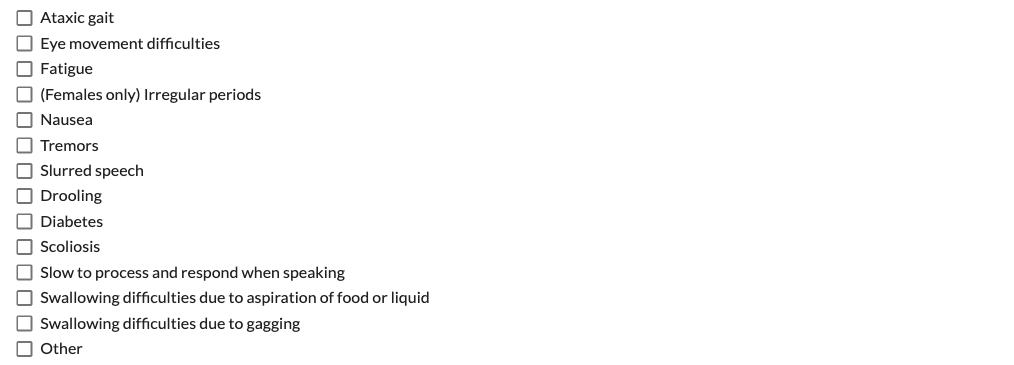 Ataxic gait
Eye movement difficulties
Fatigue
(Females only) Irregular periods
Nausea
Tremors
Slurred speech
Drooling
Diabetes
Scoliosis
Slow to process and respond when speaking
Swallowing difficulties due to aspiration of food or liquid
Swallowing difficulties due to gagging
Other